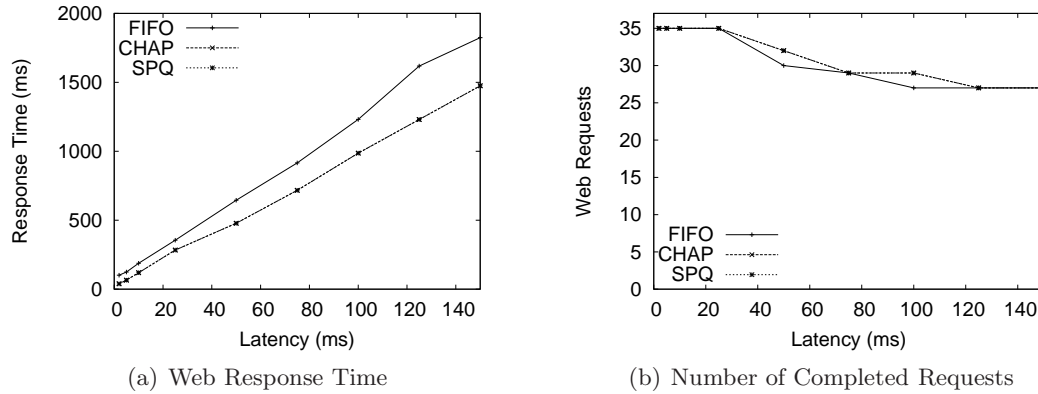 2000
1500
1000
500
0
Response Time (ms)
FIFO
CHAP
SPQ
0 20 40 60 80 100 120 140
Latency (ms)
(a) Web Response Time
35
30
25
20
15
10
5
0
Web Requests
FIFO
CHAP
SPQ
0 20 40 60 80 100 120 140
Latency (ms)
(b) Number of Completed Requests